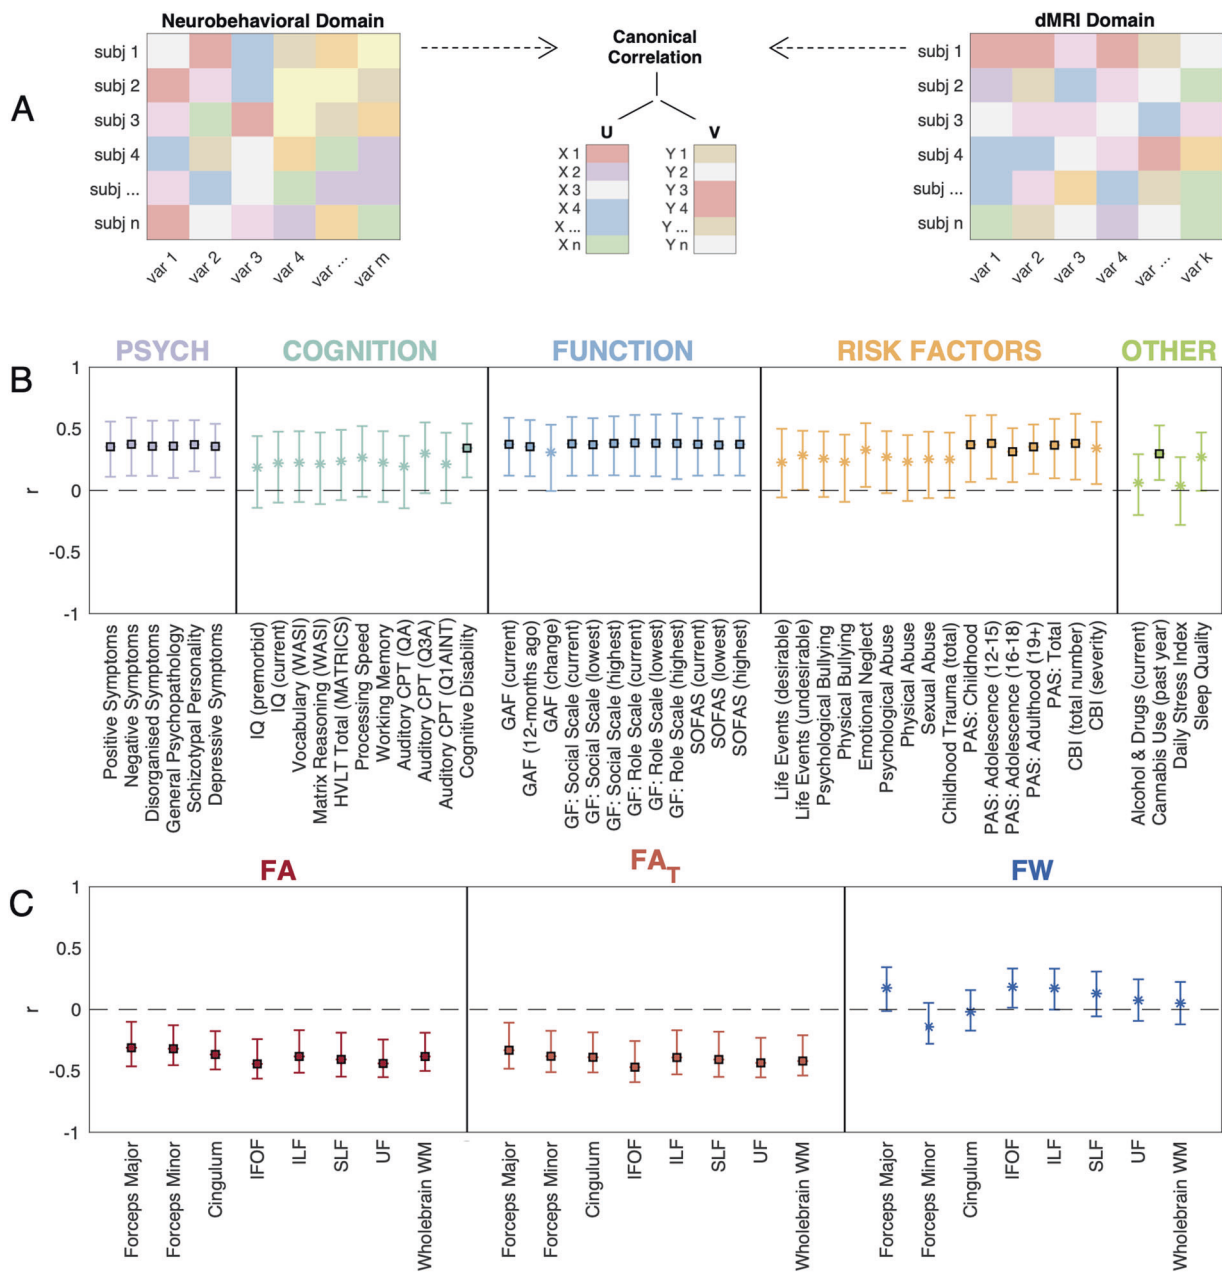 A
Neurobehavioral Domain
subj 1
subj 2
subj 3
subj 4
subj ...
subj n
var 1
var 2
var 3
var 4
var ...
var m
Canonical
Correlation
U
X 1
X 2
X 3
X 4
X ...
X n
V
Y 1
Y 2
Y 3
Y 4
Y ...
Y n
dMRI Domain
subj 1
subj 2
subj 3
subj 4
subj ...
subj n
var 1
var 2
var 3
var 4
var ...
var k
B
PSYCH
COGNITION
FUNCTION
RISK FACTORS
OTHER
1
0.5
0
-0.5
-1
r
Positive Symptoms
Negative Symptoms
Disorganised Symptoms
General Psychopathology
Schizotypal Personality
Depressive Symptoms
IQ (premorbid)
IQ (current)
Vocabulary (WASI)
Matrix Reasoning (WASI)
HVLT Total (MATRICS)
Processing Speed
Working Memory
Auditory CPT (QA)
Auditory CPT (Q3A)
Auditory CPT (Q1AINT)
Cognitive Disability
GAF (current)
GAF (12-months ago)
GAF (change)
GF: Social Scale (current)
GF: Social Scale (lowest)
GF: Social Scale (highest)
GF: Role Scale (current)
GF: Role Scale (lowest)
GF: Role Scale (highest)
SOFAS (current)
SOFAS (lowest)
SOFAS (highest)
Life Events (desirable)
Life Events (undesirable)
Psychological Bullying
Physical Bullying
Emotional Neglect
Psychological Abuse
Physical Abuse
Sexual Abuse
Childhood Trauma (total)
PAS: Childhood
PAS: Adolescence (12-15)
PAS: Adolescence (16-18)
PAS: Adulthood (19+)
PAS: Total
CBI (total number)
CBI (severity)
Alcohol & Drugs (current)
Cannabis Use (past year)
Daily Stress Index
Sleep Quality
C
FA
FA T
FW
1
0.5
0
-0.5
-1
r
Forceps Major
Forceps Minor
Cingulum
IFOF
ILF
SLF
UF
Wholebrain WM
Forceps Major
Forceps Minor
Cingulum
IFOF
ILF
SLF
UF
Wholebrain WM
Forceps Major
Forceps Minor
Cingulum
IFOF
ILF
SLF
UF
Wholebrain WM